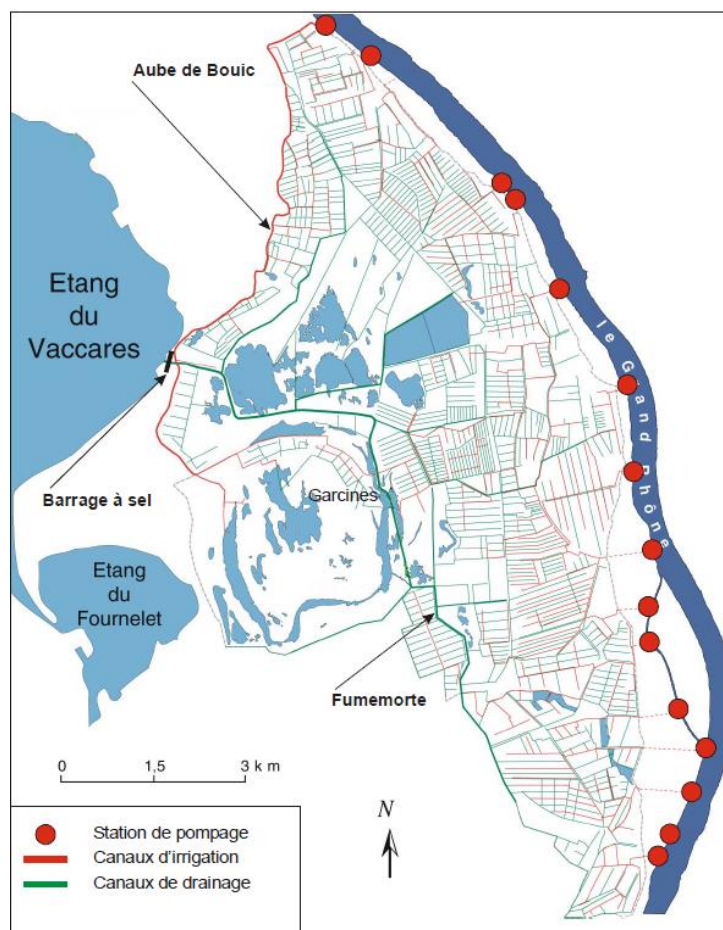 Aube de Bouic
Etang
du
Vaccares
le Grand Rhône
Barrage à sel
Garcines
Etang
du
Fournelet
Fumemorte
0 1,5 3 km
N
Station de pompage
Canaux d'irrigation
Canaux de drainage